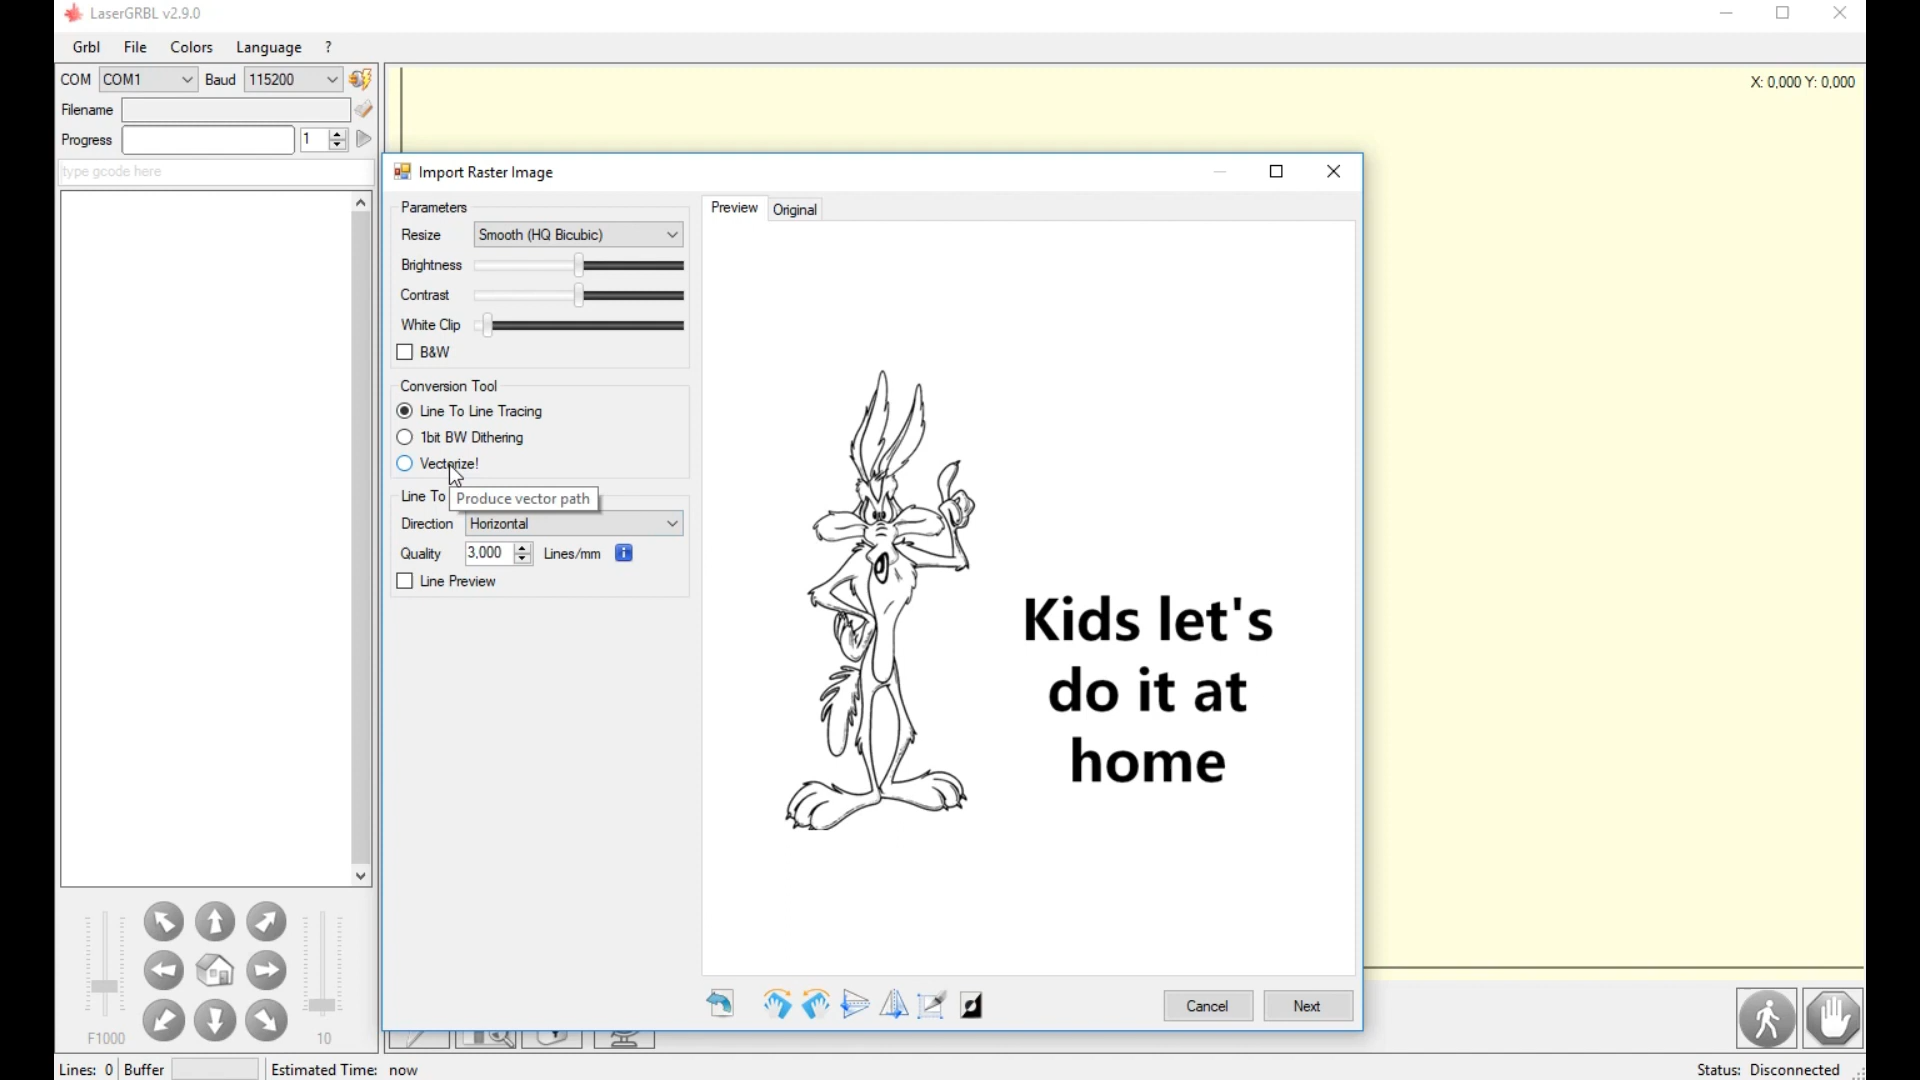 LaserGRBL v2.9.0
Grbl File Colors Language ?
COM COM1 Baud 115200
X: 0,000 Y: 0,000
Filename
Progress 1
type gcode here
Import Raster Image
Parameters
Preview Original
Resize Smooth (HQ Bicubic)
Brightness
Contrast
White Clip
B&W
Conversion Tool
Line To Line Tracing
1bit BW Dithering
Vectorize!
Line To
Produce vector path
Direction Horizontal
Quality 3,000 Lines/mm
Line Preview
Kids let's
do it at
home
Cancel Next
F1000 10
Lines: 0 Buffer Estimated Time: now Status: Disconnected